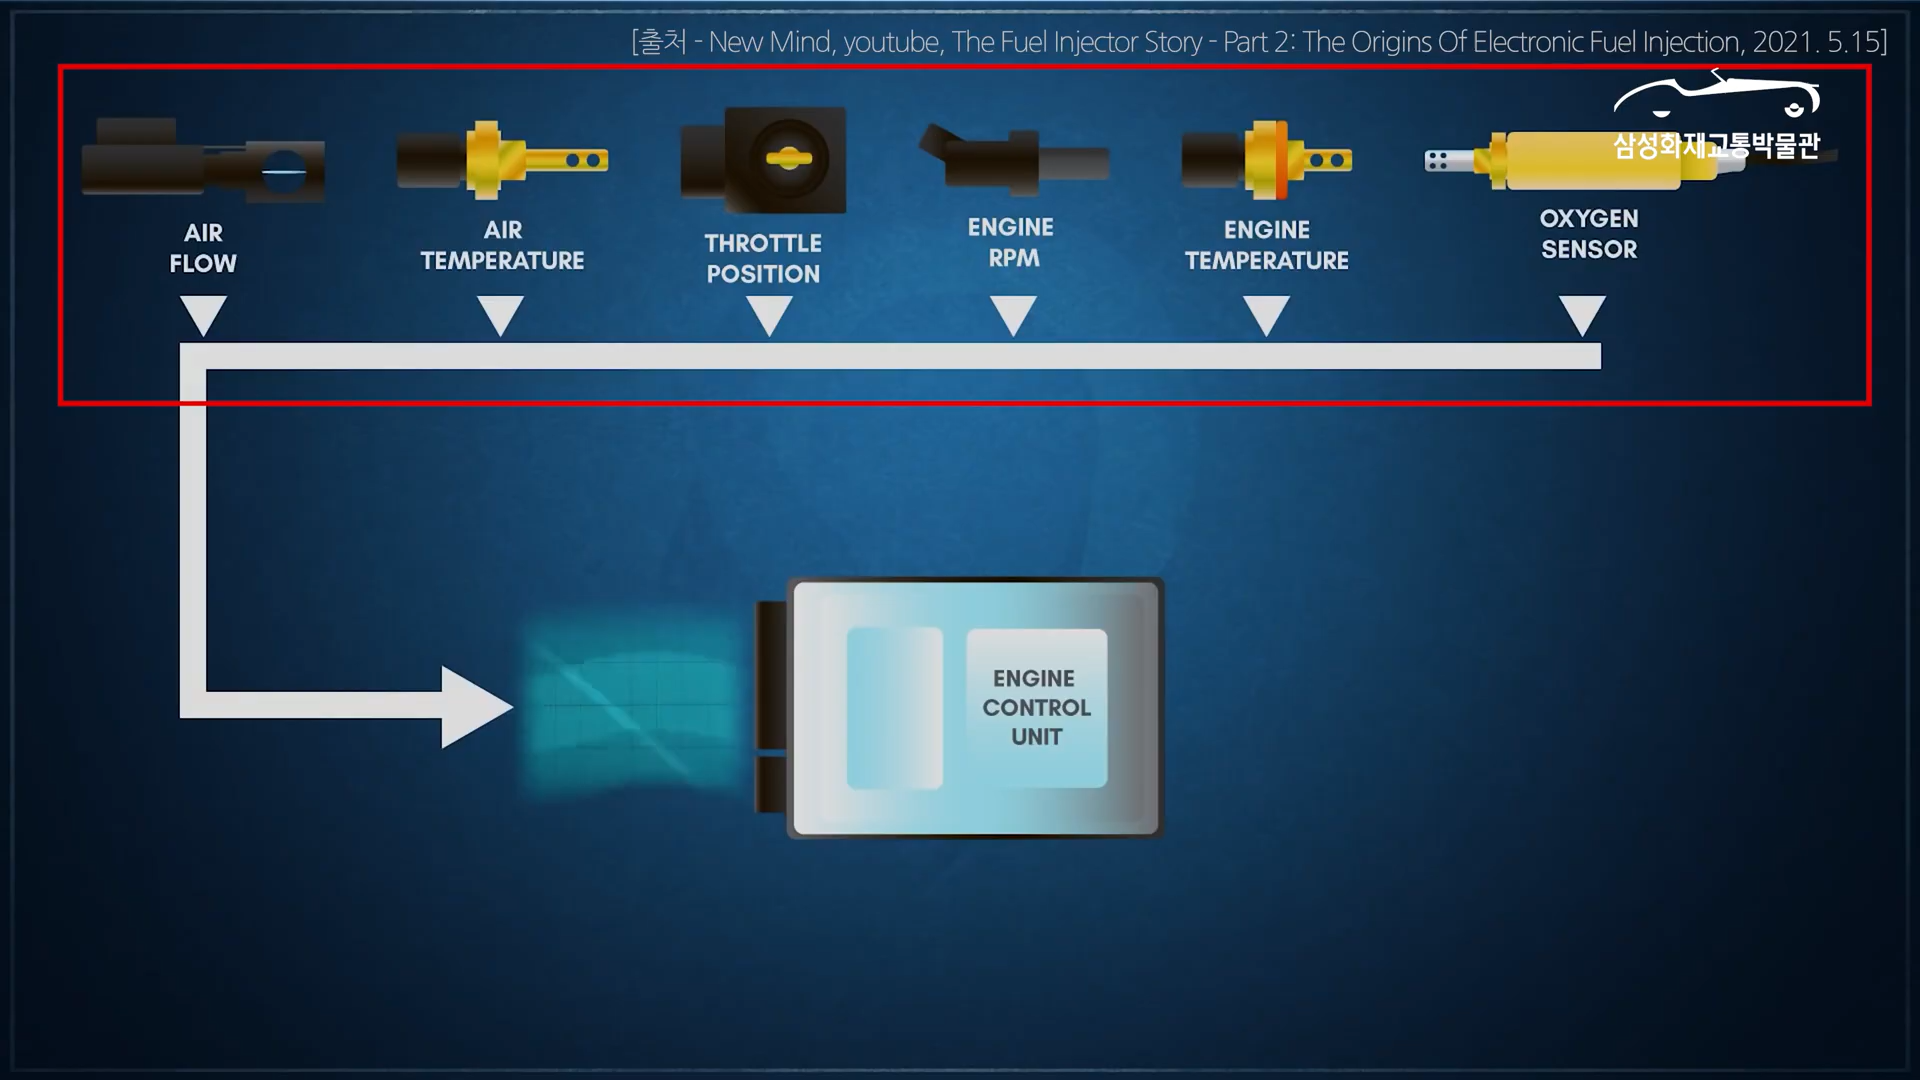 [출처 - New Mind, youtube, The Fuel Injector Story - Part 2: The Origins Of Electronic Fuel Injection, 2021. 5.15]
삼성화재교통박물관
AIR
FLOW
AIR
TEMPERATURE
THROTTLE
POSITION
ENGINE
RPM
ENGINE
TEMPERATURE
OXYGEN
SENSOR
ENGINE
CONTROL
UNIT